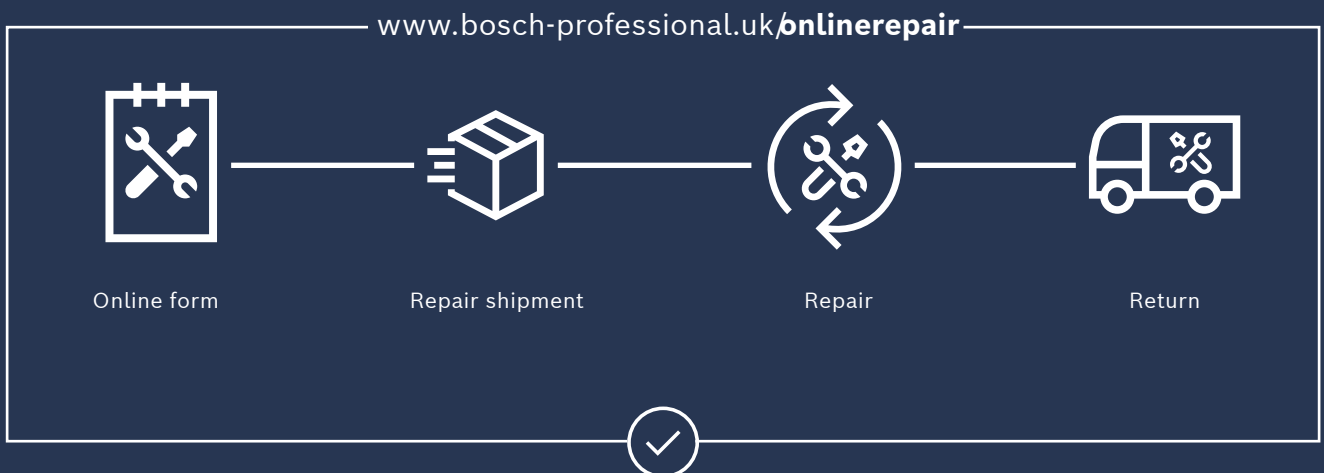 www.bosch-professional.uk/onlinerepair
Online form
Repair shipment
Repair
Return